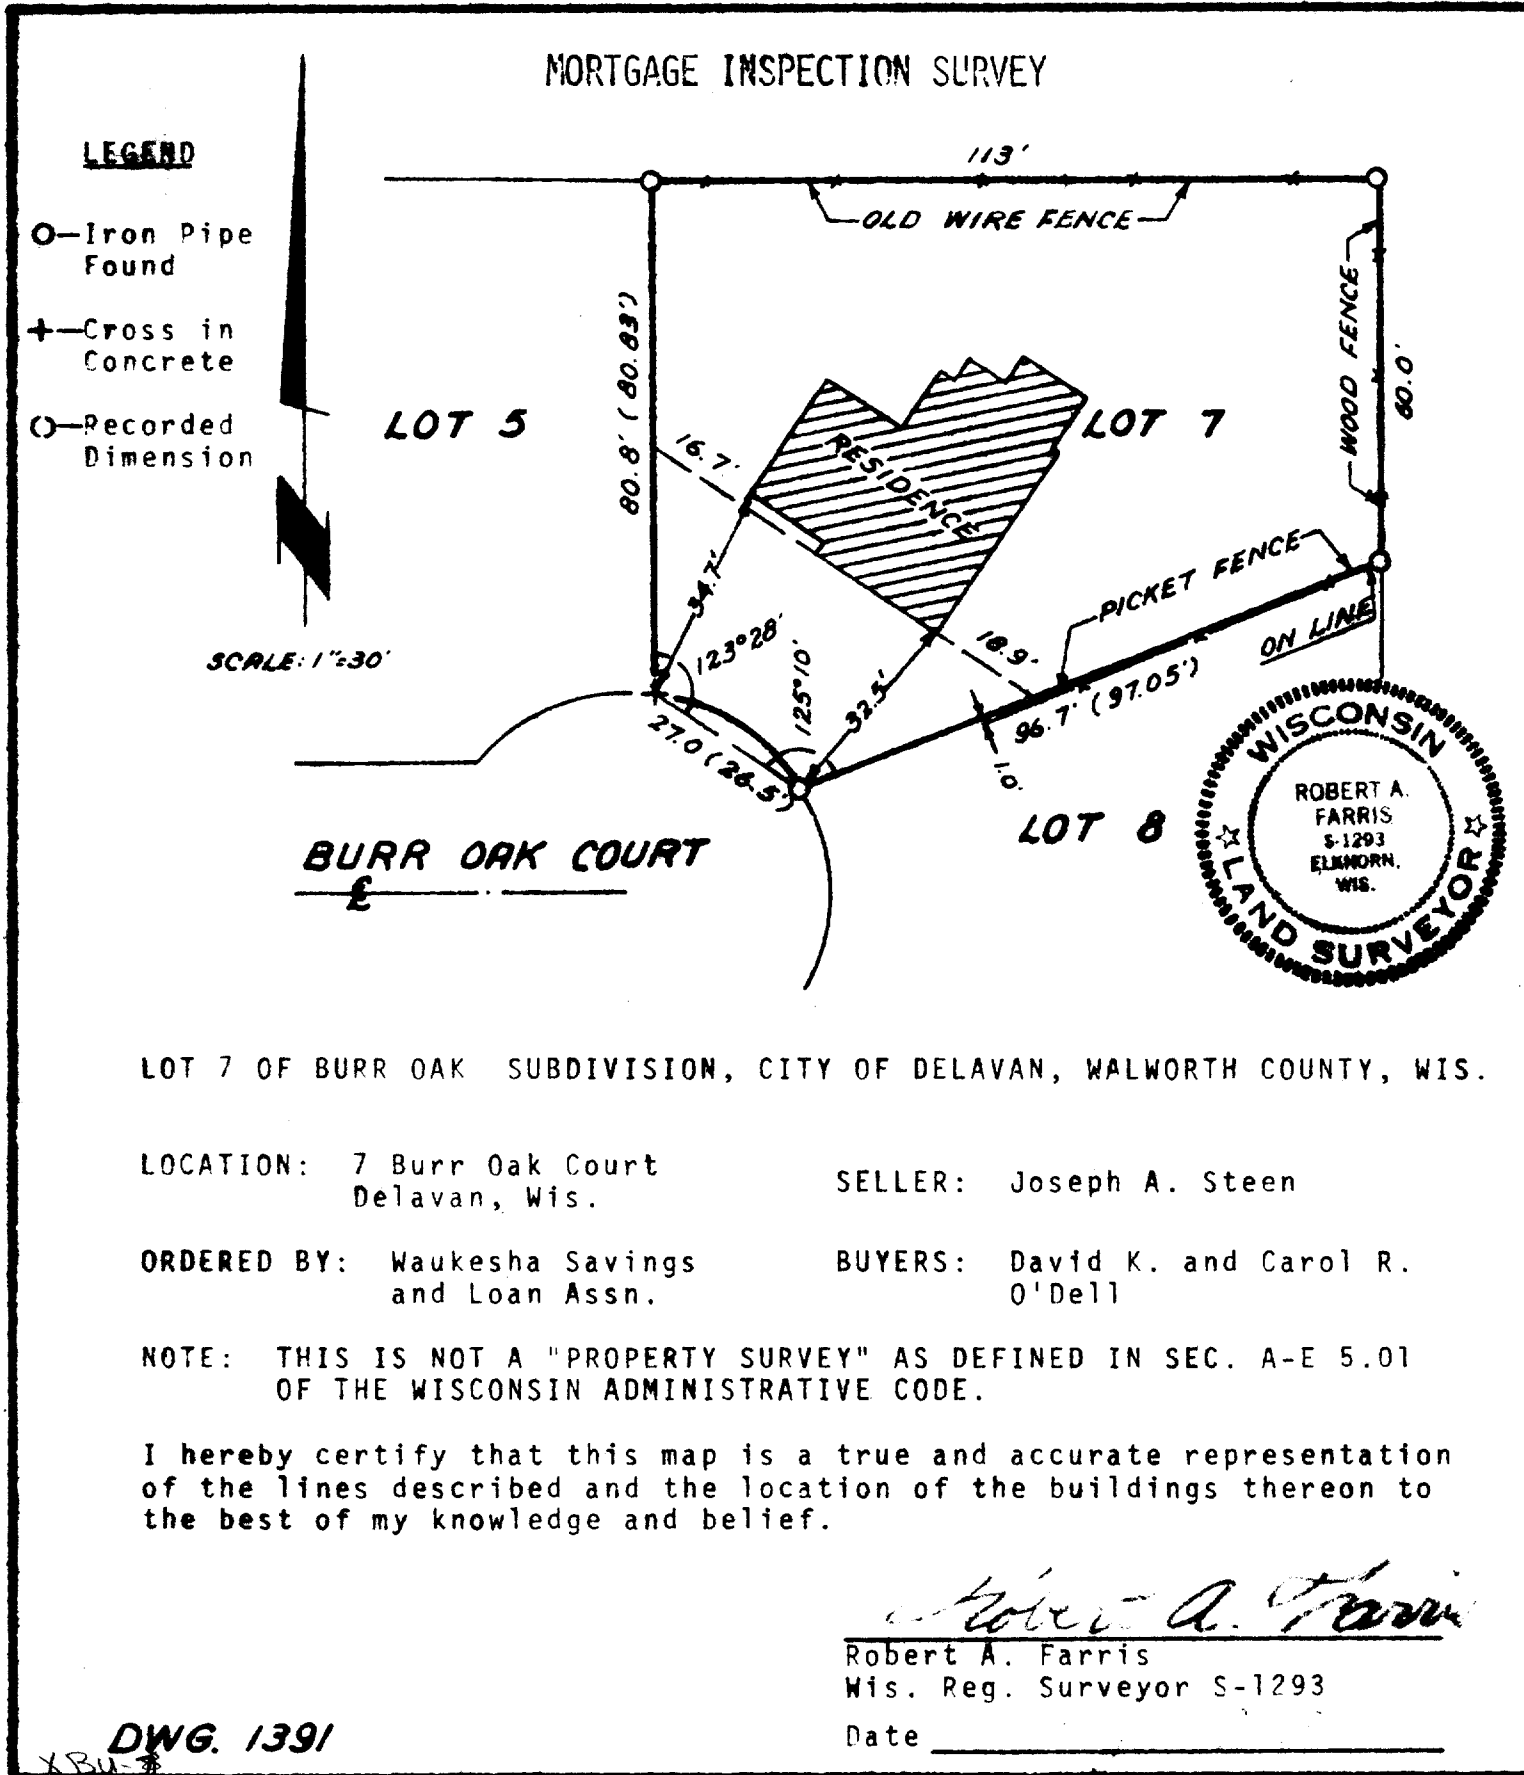 MORTGAGE INSPECTION SURVEY
LEGEND
O—Iron Pipe
Found
+—Cross in
Concrete
()—Recorded
Dimension
SCALE: 1"=30'
113'
OLD WIRE FENCE
WOOD FENCE
60.0'
80.8' (80.83')
LOT 5
LOT 7
RESIDENCE
16.7'
34.7'
123°28'
125°10'
32.5'
18.9'
PICKET FENCE
ON LINE
96.7' (97.05')
27.0 (26.5')
1.0'
LOT 8
BURR OAK COURT
WISCONSIN
LAND SURVEYOR
ROBERT A.
FARRIS
S-1293
ELKHORN,
WIS.
LOT 7 OF BURR OAK SUBDIVISION, CITY OF DELAVAN, WALWORTH COUNTY, WIS.
LOCATION: 7 Burr Oak Court
Delavan, Wis.
SELLER: Joseph A. Steen
ORDERED BY: Waukesha Savings
and Loan Assn.
BUYERS: David K. and Carol R.
O'Dell
NOTE: THIS IS NOT A "PROPERTY SURVEY" AS DEFINED IN SEC. A-E 5.01
OF THE WISCONSIN ADMINISTRATIVE CODE.
I hereby certify that this map is a true and accurate representation
of the lines described and the location of the buildings thereon to
the best of my knowledge and belief.
Robert A. Farris
Robert A. Farris
Wis. Reg. Surveyor S-1293
Date
DWG. 1391